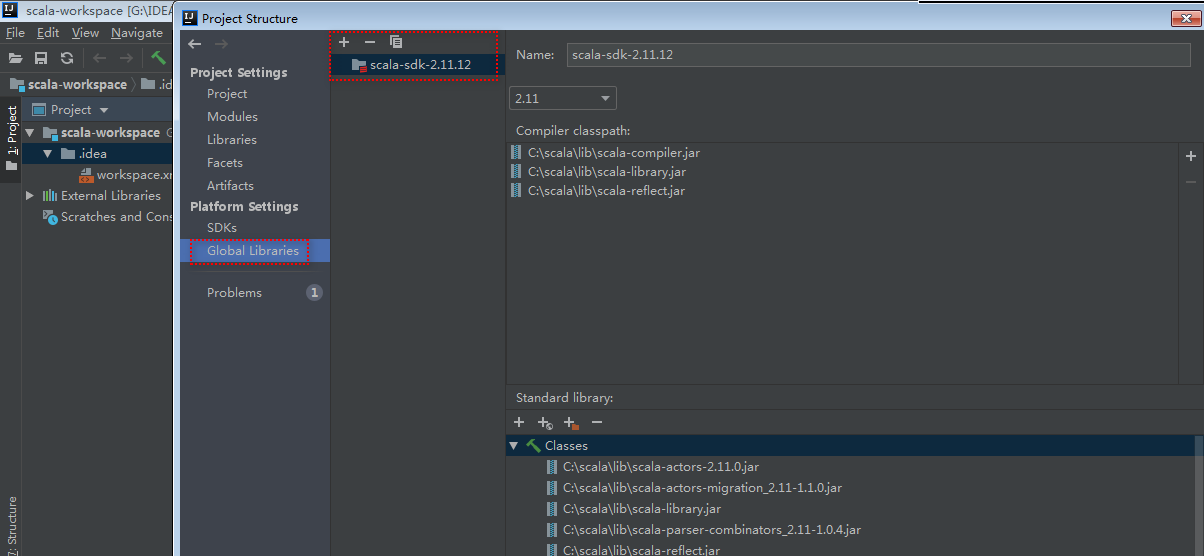 scala-workspace [G:\IDEA
File Edit View Navigate
scala-workspace .id
1: Project
Project
scala-workspace G
.idea
workspace.xm
External Libraries
Scratches and Cons
7: Structure
Project Structure
Project Settings
Project
Modules
Libraries
Facets
Artifacts
Platform Settings
SDKs
Global Libraries
Problems 1
scala-sdk-2.11.12
Name: scala-sdk-2.11.12
2.11
Compiler classpath:
C:\scala\lib\scala-compiler.jar
C:\scala\lib\scala-library.jar
C:\scala\lib\scala-reflect.jar
Standard library:
Classes
C:\scala\lib\scala-actors-2.11.0.jar
C:\scala\lib\scala-actors-migration_2.11-1.1.0.jar
C:\scala\lib\scala-library.jar
C:\scala\lib\scala-parser-combinators_2.11-1.0.4.jar
C:\scala\lib\scala-reflect.jar